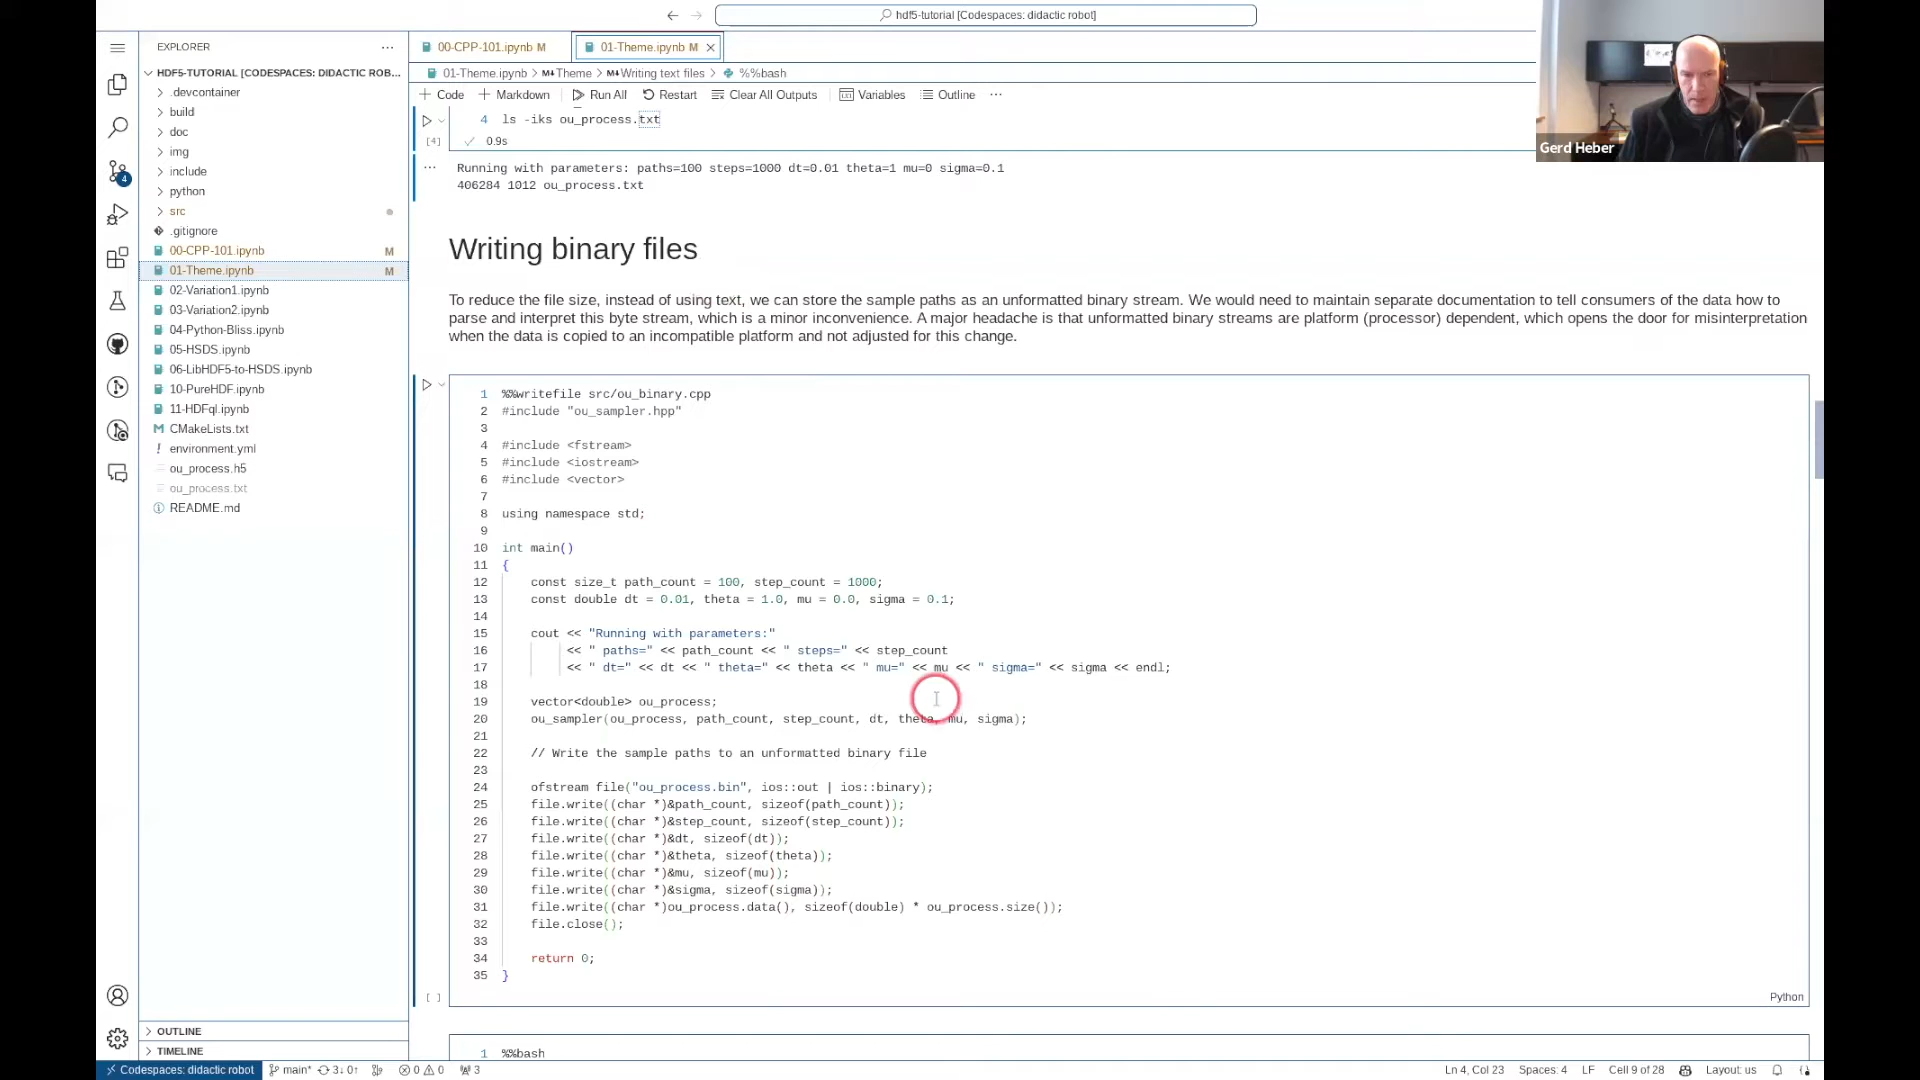 hdf5-tutorial [Codespaces: didactic robot]
EXPLORER
HDF5-TUTORIAL [CODESPACES: DIDACTIC ROB...
.devcontainer
build
doc
img
include
python
src
.gitignore
00-CPP-101.ipynb M
01-Theme.ipynb M
02-Variation1.ipynb
03-Variation2.ipynb
04-Python-Bliss.ipynb
05-HSDS.ipynb
06-LibHDF5-to-HSDS.ipynb
10-PureHDF.ipynb
11-HDFql.ipynb
CMakeLists.txt
environment.yml
ou_process.h5
ou_process.txt
README.md
OUTLINE
TIMELINE
4
00-CPP-101.ipynb M
01-Theme.ipynb M
01-Theme.ipynb > M↓Theme > M↓Writing text files > %%bash
Code Markdown Run All Restart Clear All Outputs Variables Outline ...
4 ls -iks ou_process.txt
[4] 0.9s
Running with parameters: paths=100 steps=1000 dt=0.01 theta=1 mu=0 sigma=0.1
406284 1012 ou_process.txt
Writing binary files
To reduce the file size, instead of using text, we can store the sample paths as an unformatted binary stream. We would need to maintain separate documentation to tell consumers of the data how to
parse and interpret this byte stream, which is a minor inconvenience. A major headache is that unformatted binary streams are platform (processor) dependent, which opens the door for misinterpretation
when the data is copied to an incompatible platform and not adjusted for this change.
1 %%writefile src/ou_binary.cpp
2 #include "ou_sampler.hpp"
3
4 #include <fstream>
5 #include <iostream>
6 #include <vector>
7
8 using namespace std;
9
10 int main()
11 {
12 const size_t path_count = 100, step_count = 1000;
13 const double dt = 0.01, theta = 1.0, mu = 0.0, sigma = 0.1;
14
15 cout << "Running with parameters:"
16 << " paths=" << path_count << " steps=" << step_count
17 << " dt=" << dt << " theta=" << theta << " mu=" << mu << " sigma=" << sigma << endl;
18
19 vector<double> ou_process;
20 ou_sampler(ou_process, path_count, step_count, dt, theta, mu, sigma);
21
22 // Write the sample paths to an unformatted binary file
23
24 ofstream file("ou_process.bin", ios::out | ios::binary);
25 file.write((char *)&path_count, sizeof(path_count));
26 file.write((char *)&step_count, sizeof(step_count));
27 file.write((char *)&dt, sizeof(dt));
28 file.write((char *)&theta, sizeof(theta));
29 file.write((char *)&mu, sizeof(mu));
30 file.write((char *)&sigma, sizeof(sigma));
31 file.write((char *)ou_process.data(), sizeof(double) * ou_process.size());
32 file.close();
33
34 return 0;
35 }
[ ] Python
1 %%bash
Gerd Heber
Codespaces: didactic robot main* 3↓ 0↑ 0 0 3
Ln 4, Col 23 Spaces: 4 LF Cell 9 of 28 Layout: us